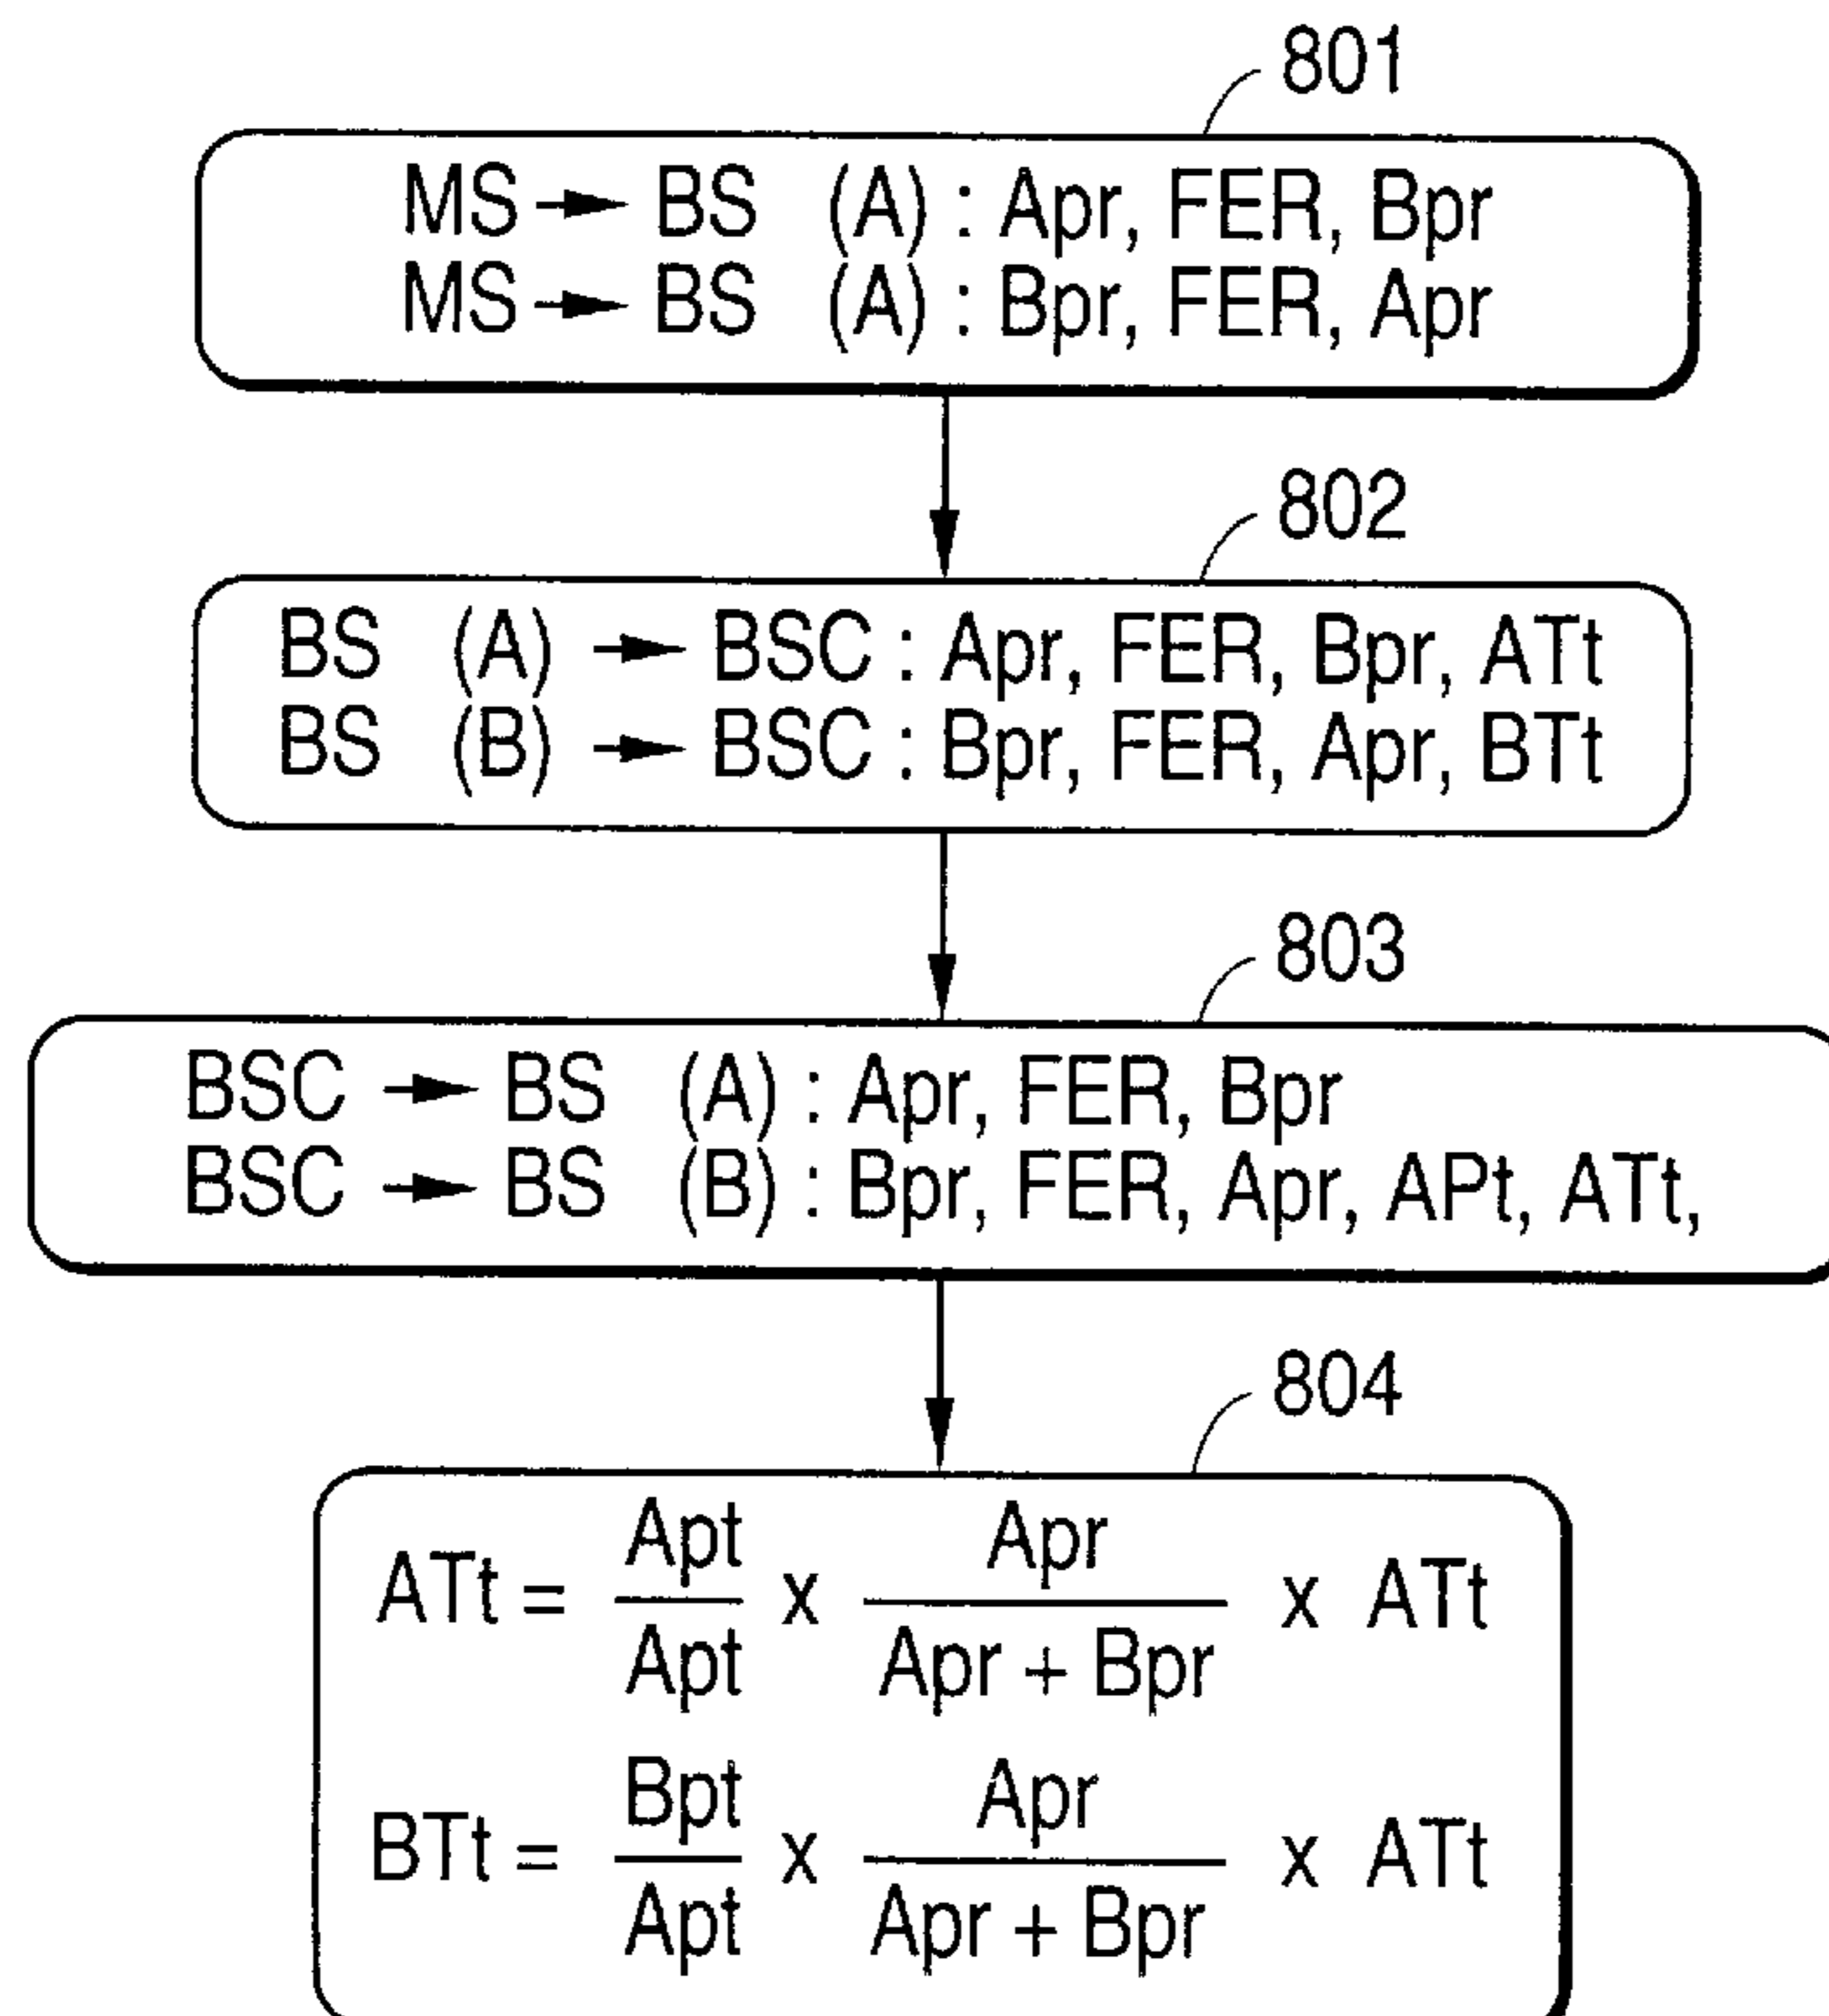 801
MS → BS (A) : Apr, FER, Bpr
MS → BS (A) : Bpr, FER, Apr
802
BS (A) → BSC : Apr, FER, Bpr, ATt
BS (B) → BSC : Bpr, FER, Apr, BTt
803
BSC → BS (A) : Apr, FER, Bpr
BSC → BS (B) : Bpr, FER, Apr, APt, ATt,
804
ATt = Apt / Apt x Apr / Apr + Bpr x ATt
BTt = Bpt / Apt x Apr / Apr + Bpr x ATt